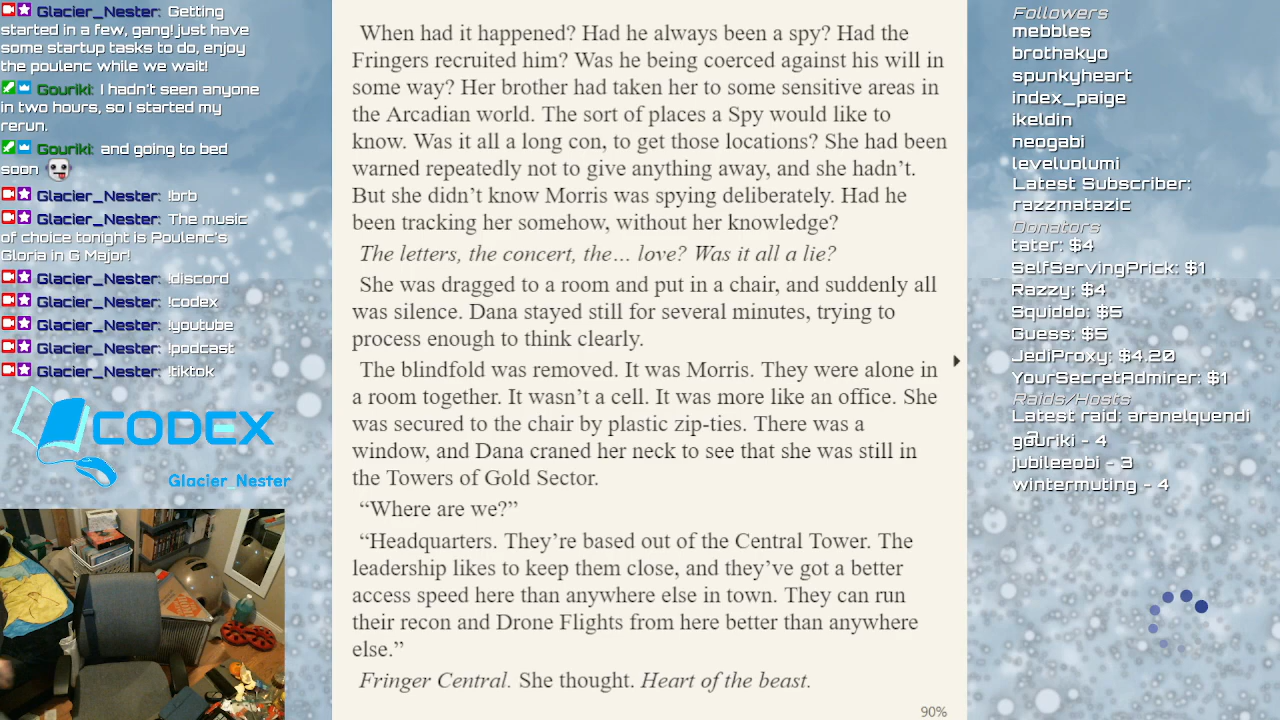 Glacier_Nester: Getting
started in a few, gang! just have
some startup tasks to do, enjoy
the poulenc while we wait!
Gouriki: I hadn't seen anyone
in two hours, so I started my
rerun.
Gouriki: and going to bed
soon
Glacier_Nester: !brb
Glacier_Nester: The music
of choice tonight is Poulenc's
Gloria in G Major!
Glacier_Nester: !discord
Glacier_Nester: !codex
Glacier_Nester: !youtube
Glacier_Nester: !podcast
Glacier_Nester: !tiktok
CODEX
Glacier_Nester
When had it happened? Had he always been a spy? Had the
Fringers recruited him? Was he being coerced against his will in
some way? Her brother had taken her to some sensitive areas in
the Arcadian world. The sort of places a Spy would like to
know. Was it all a long con, to get those locations? She had been
warned repeatedly not to give anything away, and she hadn’t.
But she didn’t know Morris was spying deliberately. Had he
been tracking her somehow, without her knowledge?
The letters, the concert, the… love? Was it all a lie?
She was dragged to a room and put in a chair, and suddenly all
was silence. Dana stayed still for several minutes, trying to
process enough to think clearly.
The blindfold was removed. It was Morris. They were alone in
a room together. It wasn’t a cell. It was more like an office. She
was secured to the chair by plastic zip-ties. There was a
window, and Dana craned her neck to see that she was still in
the Towers of Gold Sector.
“Where are we?”
“Headquarters. They’re based out of the Central Tower. The
leadership likes to keep them close, and they’ve got a better
access speed here than anywhere else in town. They can run
their recon and Drone Flights from here better than anywhere
else.”
Fringer Central. She thought. Heart of the beast.
90%
Followers
mebbles
brothakyo
spunkyheart
index_paige
ikeldin
neogabi
leveluolumi
Latest Subscriber:
razzmatazic
Donators
tater: $4
SelfServingPrick: $1
Razzy: $4
Squiddo: $5
Guess: $5
JediProxy: $4.20
YourSecretAdmirer: $1
Raids/Hosts
Latest raid: aranelquendi
gouriki - 4
jubileeobi - 3
wintermuting - 4